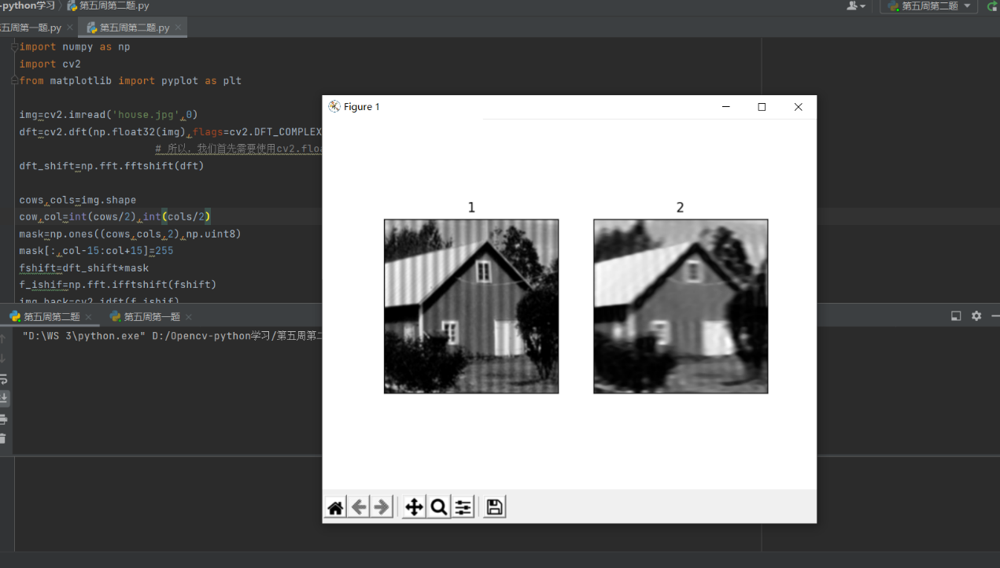 -python学习 〉 第五周第二题.py
第五周第二题
五周第一题.py × 第五周第二题.py ×
import numpy as np
import cv2
from matplotlib import pyplot as plt
img=cv2.imread('house.jpg',0)
dft=cv2.dft(np.float32(img),flags=cv2.DFT_COMPLEX
# 所以，我们首先需要使用cv2.floa
dft_shift=np.fft.fftshift(dft)
cows,cols=img.shape
cow,col=int(cows/2),int(cols/2)
mask=np.ones((cows,cols,2),np.uint8)
mask[:,col-15:col+15]=255
fshift=dft_shift*mask
f_ishif=np.fft.ifftshift(fshift)
img_back=cv2.idft(f_ishif)
第五周第二题 × 第五周第一题 ×
"D:\WS 3\python.exe" D:/Opencv-python学习/第五周第二
Figure 1
1
2